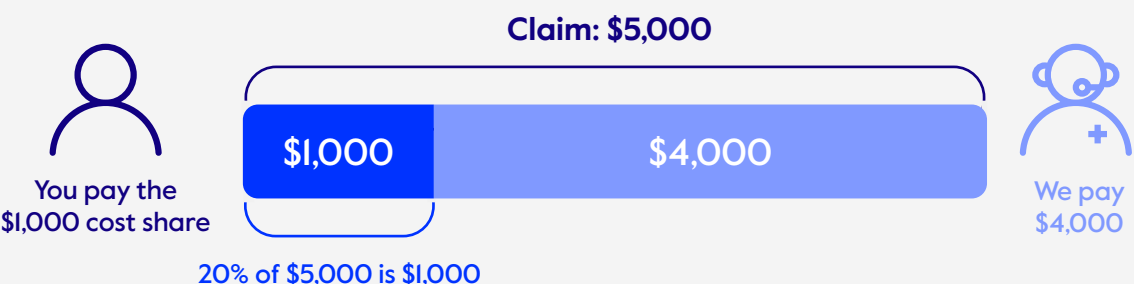 Claim: $5,000
$1,000
$4,000
You pay the
$1,000 cost share
We pay
$4,000
20% of $5,000 is $1,000